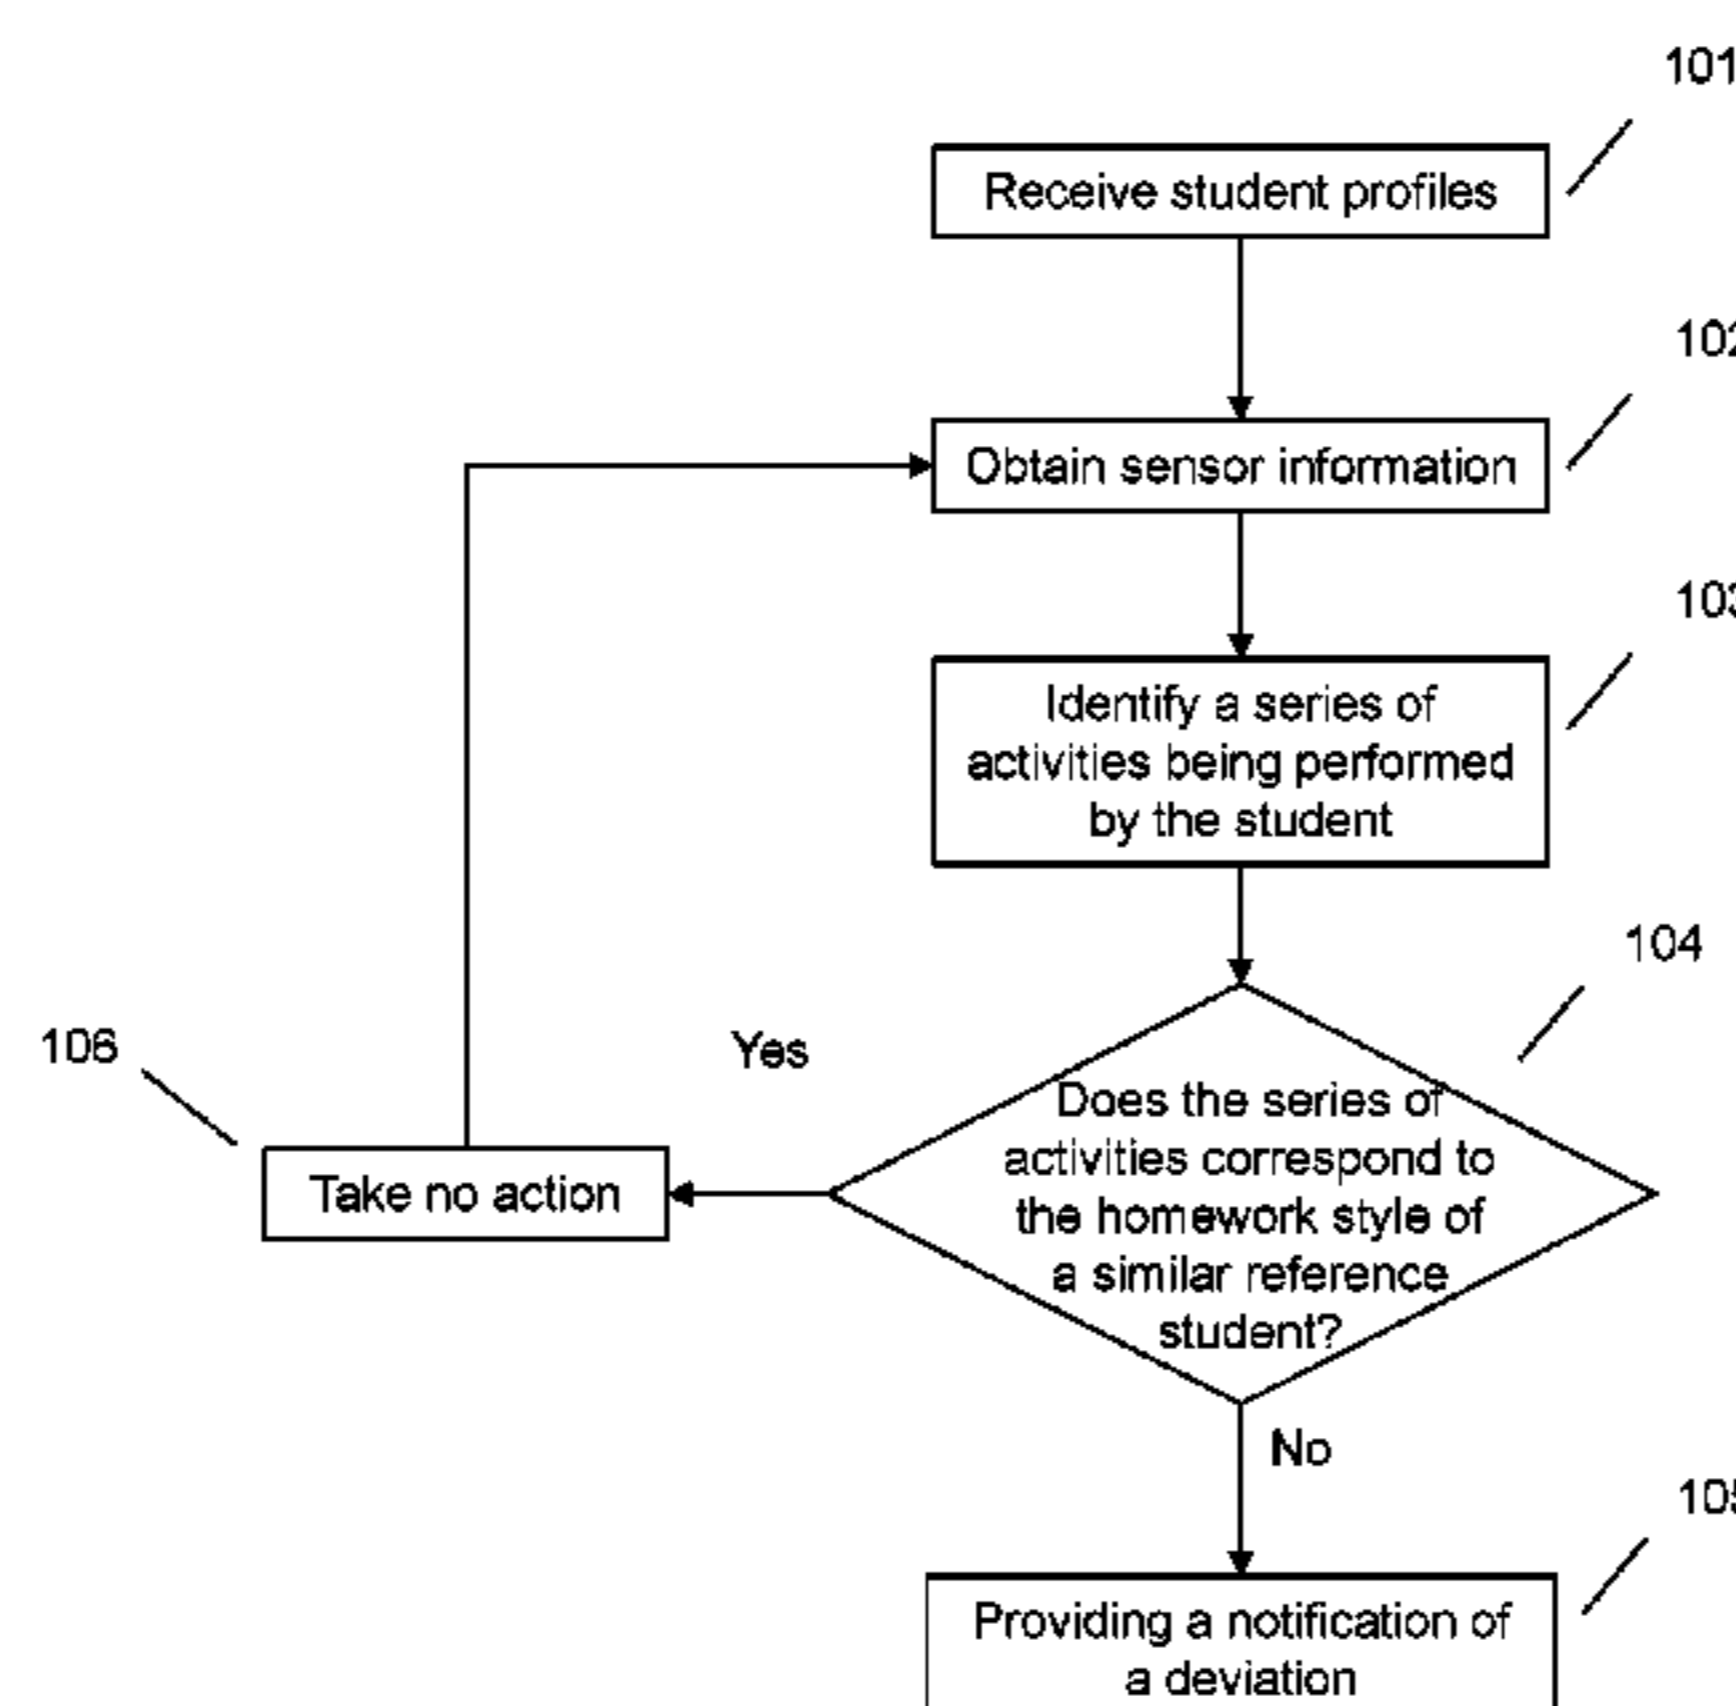 101
Receive student profiles
102
Obtain sensor information
103
Identify a series of
activities being performed
by the student
104
106
Yes
Does the series of
activities correspond to
the homework style of
a similar reference
student?
Take no action
No
105
Providing a notification of
a deviation